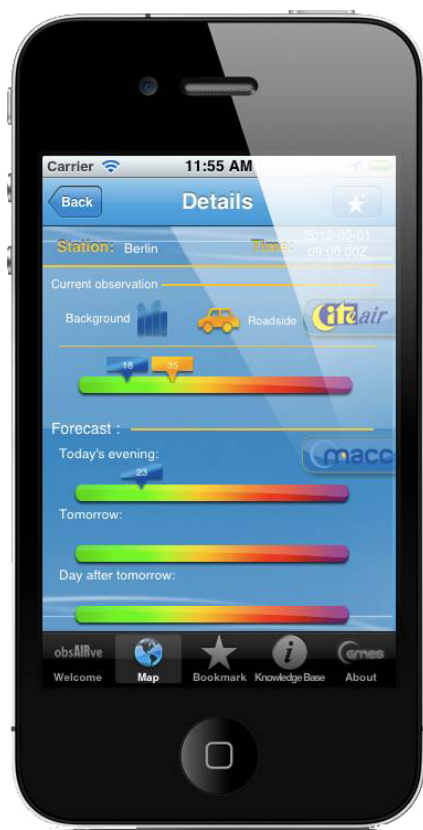 Carrier 11:55 AM
Back Details
Station: Berlin Time: 2012-03-01
09:00:00Z
Current observation
Background Roadside
Citeair
18 35
Forecast :
macc
Today's evening:
23
Tomorrow:
Day after tomorrow:
obsAIRve Gmes
Welcome Map Bookmark Knowledge Base About